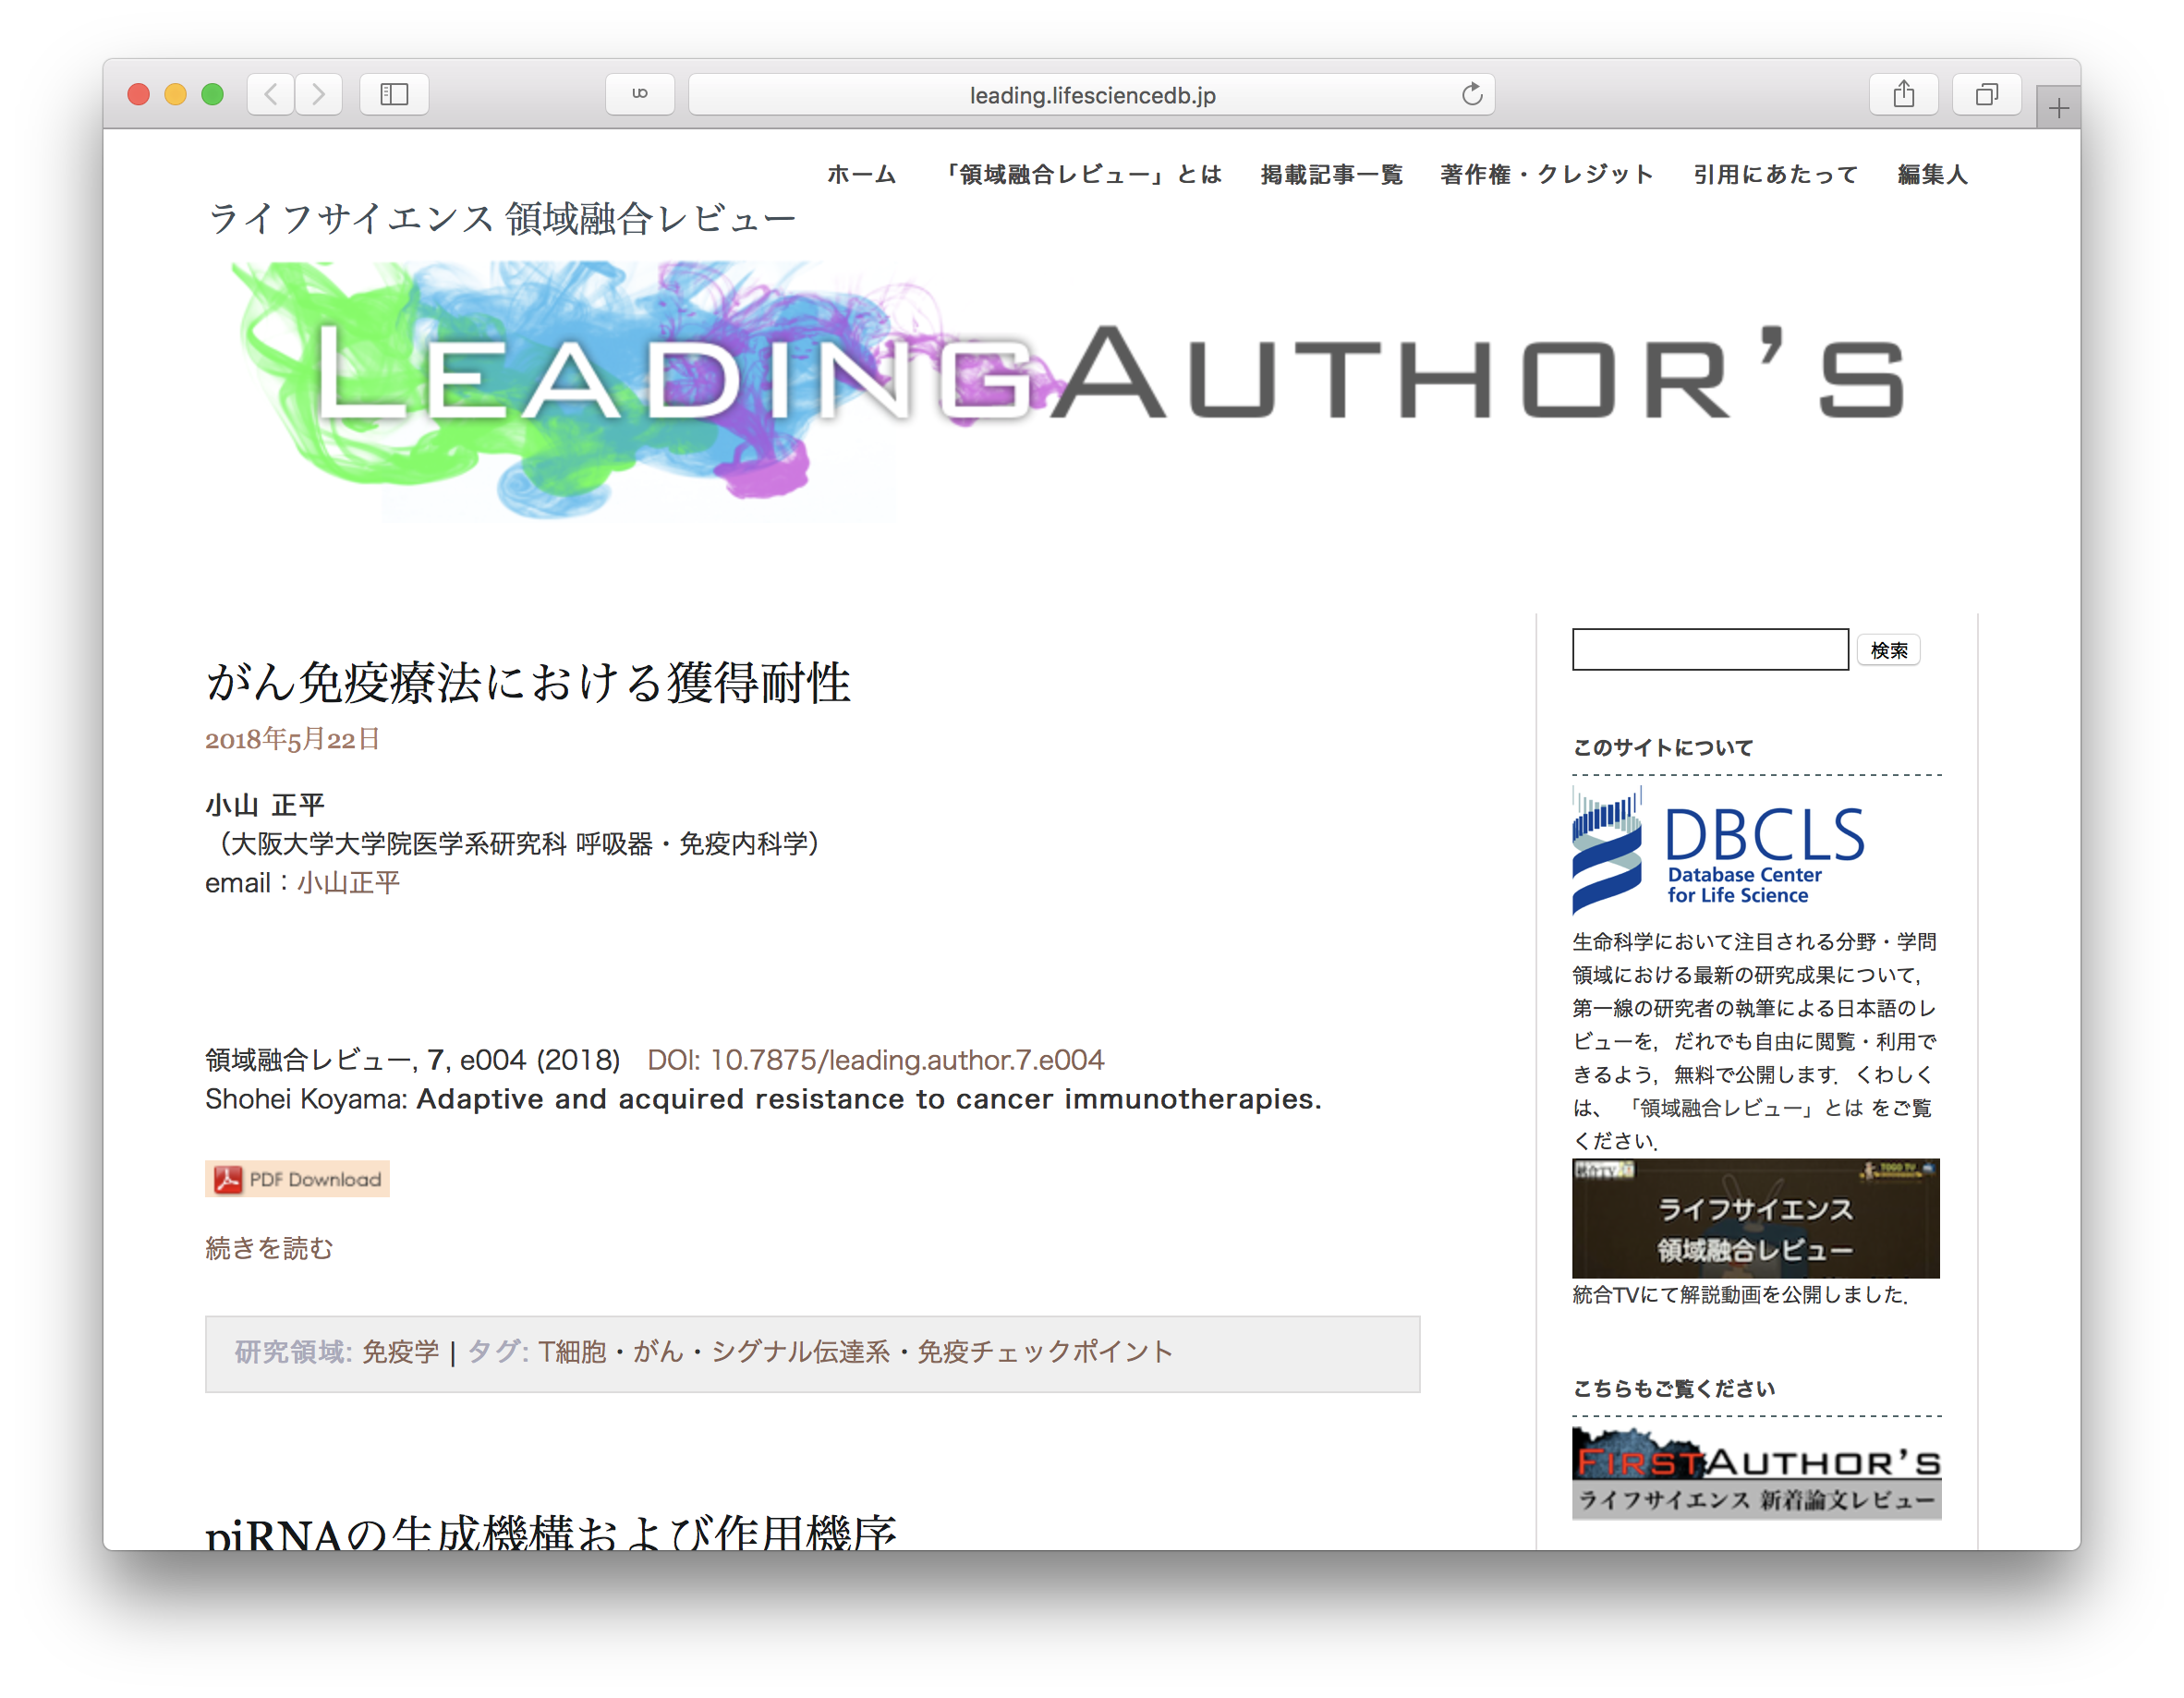 leading.lifesciencedb.jp
ホーム 「領域融合レビュー」とは 掲載記事一覧 著作権・クレジット 引用にあたって 編集人
ライフサイエンス 領域融合レビュー
LEADINGAUTHOR’S
検索
がん免疫療法における獲得耐性
2018年5月22日
小山 正平
（大阪大学大学院医学系研究科 呼吸器・免疫内科学）
email：小山正平
領域融合レビュー, 7, e004 (2018) DOI: 10.7875/leading.author.7.e004
Shohei Koyama: Adaptive and acquired resistance to cancer immunotherapies.
PDF Download
続きを読む
研究領域: 免疫学 | タグ: T細胞・がん・シグナル伝達系・免疫チェックポイント
piRNAの生成機構および作用機序
このサイトについて
DBCLS
Database Center
for Life Science
生命科学において注目される分野・学問
領域における最新の研究成果について，
第一線の研究者の執筆による日本語のレ
ビューを，だれでも自由に閲覧・利用で
きるよう，無料で公開します．くわしく
は、「領域融合レビュー」とは をご覧
ください．
統合TV TOGO TV
ライフサイエンス
領域融合レビュー
統合TVにて解説動画を公開しました．
こちらもご覧ください
FIRSTAUTHOR’S
ライフサイエンス 新着論文レビュー